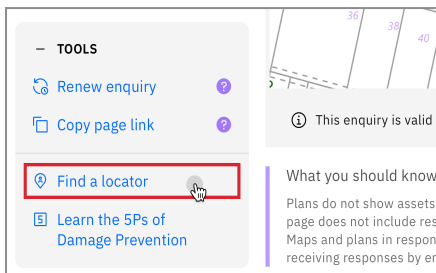 TOOLS
Renew enquiry ?
Copy page link ?
Find a locator
5 Learn the 5Ps of
Damage Prevention
36
38
40
This enquiry is valid
What you should know
Plans do not show assets
page does not include res
Maps and plans in respon
receiving responses by er